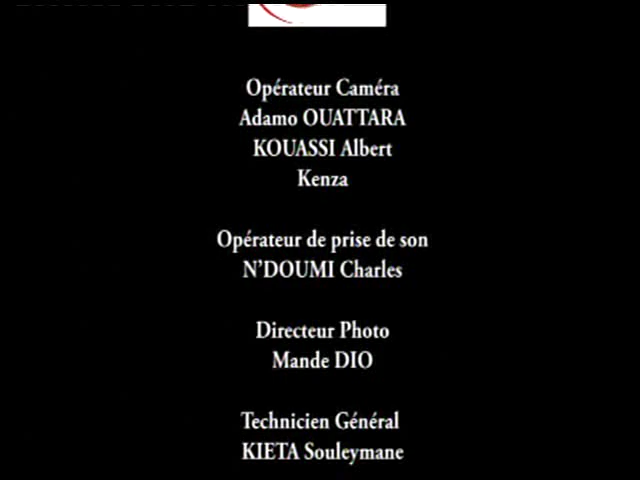 Opérateur Caméra
Adamo OUATTARA
KOUASSI Albert
Kenza
Opérateur de prise de son
N'DOUMI Charles
Directeur Photo
Mande DIO
Technicien Général
KIETA Souleymane